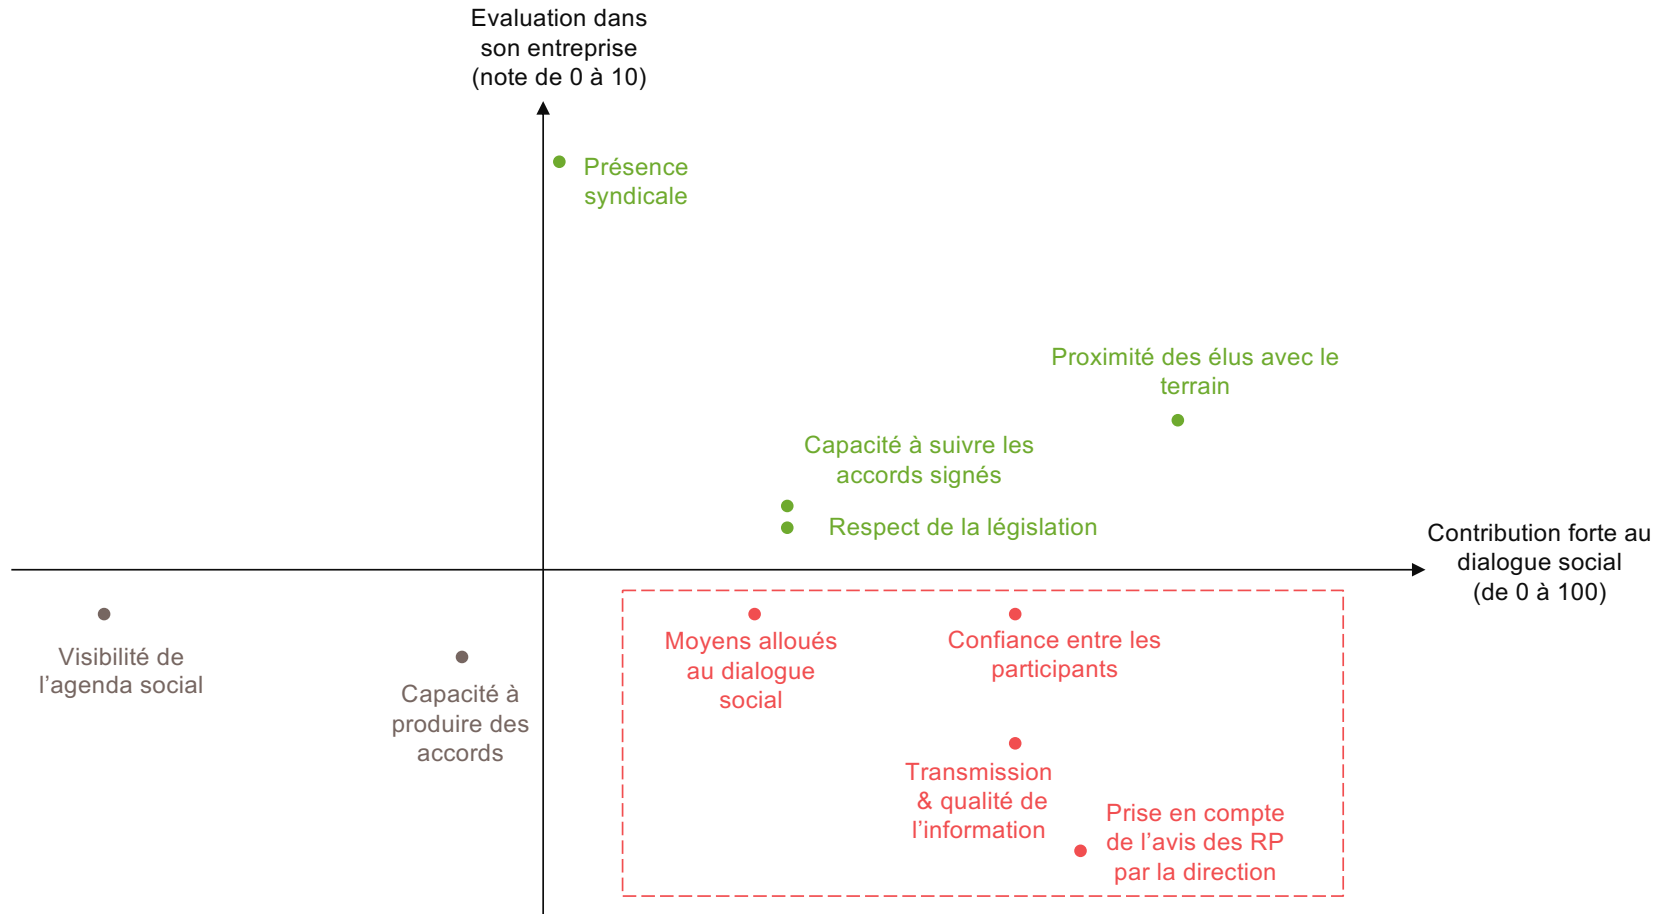 Evaluation dans
son entreprise
(note de 0 à 10)
Présence
syndicale
Proximité des élus avec le
terrain
Capacité à suivre les
accords signés
Respect de la législation
Contribution forte au
dialogue social
(de 0 à 100)
Visibilité de
l’agenda social
Capacité à
produire des
accords
Moyens alloués
au dialogue
social
Confiance entre les
participants
Transmission
& qualité de
l’information
Prise en compte
de l’avis des RP
par la direction